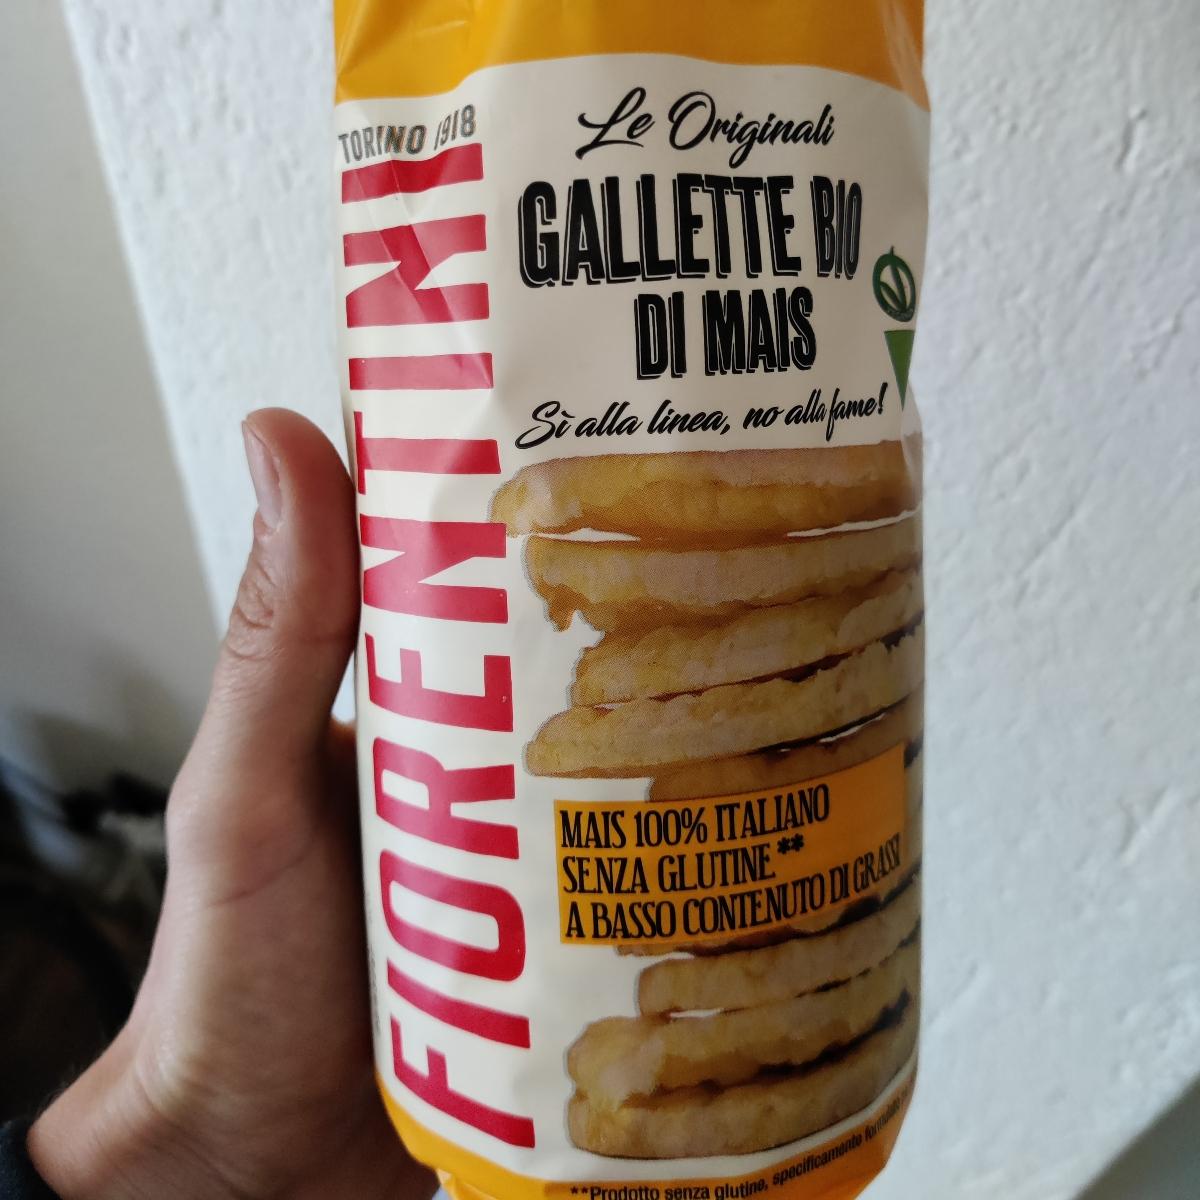 TORINO 1918
FIORENTINI
Le Originali
GALLETTE BIO
DI MAIS
Sì alla linea, no alla fame!
MAIS 100% ITALIANO
SENZA GLUTINE**
A BASSO CONTENUTO DI GRASSI
**Prodotto senza glutine, specificamente formulato